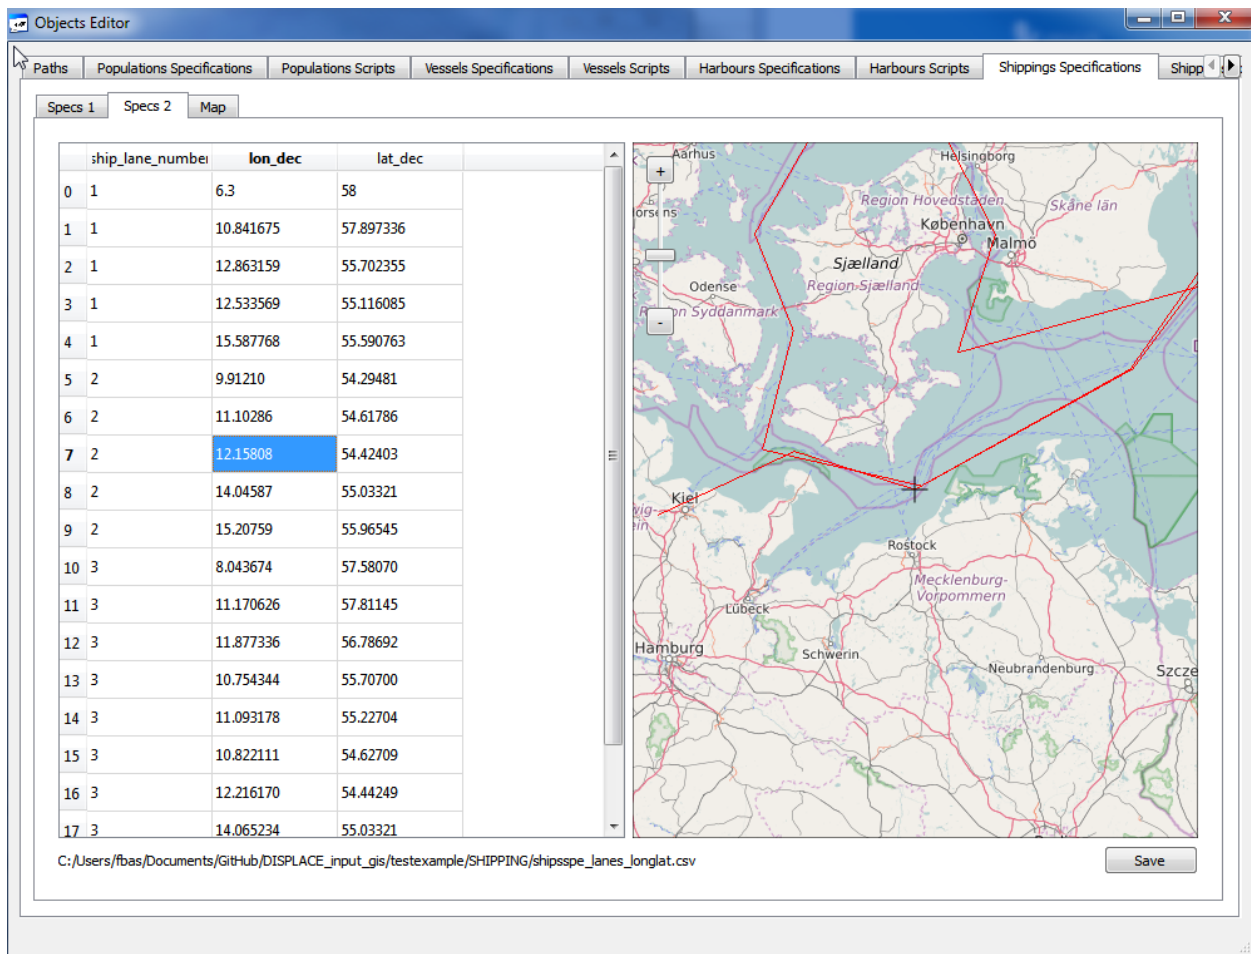 Objects Editor
Paths Populations Specifications Populations Scripts Vessels Specifications Vessels Scripts Harbours Specifications Harbours Scripts Shippings Specifications Shipp
Specs 1 Specs 2 Map
ship_lane_number lon_dec lat_dec
0 1 6.3 58
1 1 10.841675 57.897336
2 1 12.863159 55.702355
3 1 12.533569 55.116085
4 1 15.587768 55.590763
5 2 9.91210 54.29481
6 2 11.10286 54.61786
7 2 12.15808 54.42403
8 2 14.04587 55.03321
9 2 15.20759 55.96545
10 3 8.043674 57.58070
11 3 11.170626 57.81145
12 3 11.877336 56.78692
13 3 10.754344 55.70700
14 3 11.093178 55.22704
15 3 10.822111 54.62709
16 3 12.216170 54.44249
17 3 14.065234 55.03321
+
-
Aarhus
Helsingborg
Region Hovedstaden
Skåne län
København
Malmö
Sjælland
Region Sjælland
Odense
Syddanmark
Kiel
Rostock
Mecklenburg-
Vorpommern
Lübeck
Hamburg
Schwerin
Neubrandenburg
Szcze
C:/Users/fbas/Documents/GitHub/DISPLACE_input_gis/testexample/SHIPPING/shipsspe_lanes_longlat.csv
Save